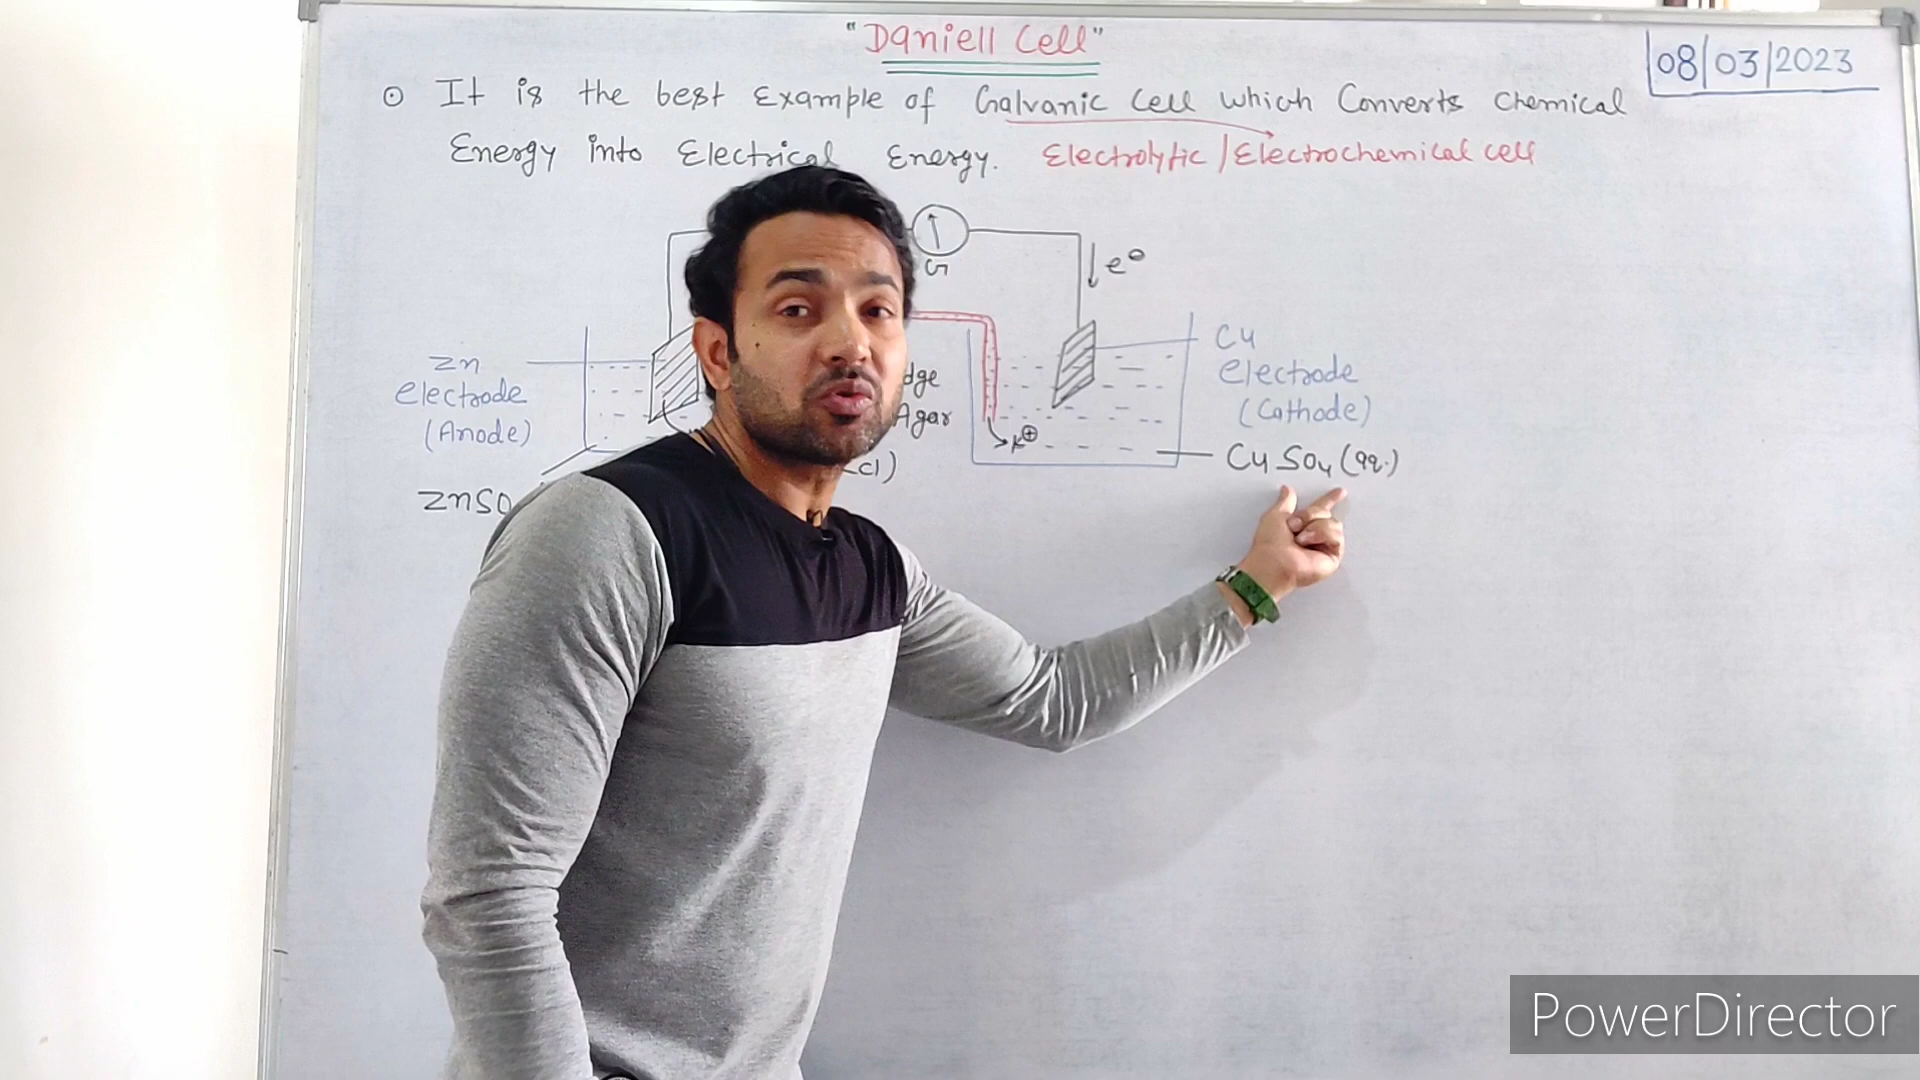 "Daniell Cell"
08/03/2023
⊙ It is the best Example of Galvanic Cell which Converts Chemical
Energy into Electrical Energy. Electrolytic / Electrochemical cell
G
e⊖
Zn
electrode
(Anode)
Cu
electrode
(Cathode)
dge
Agar
K⊕
Cl)
CuSO4 (aq.)
ZnSO
PowerDirector